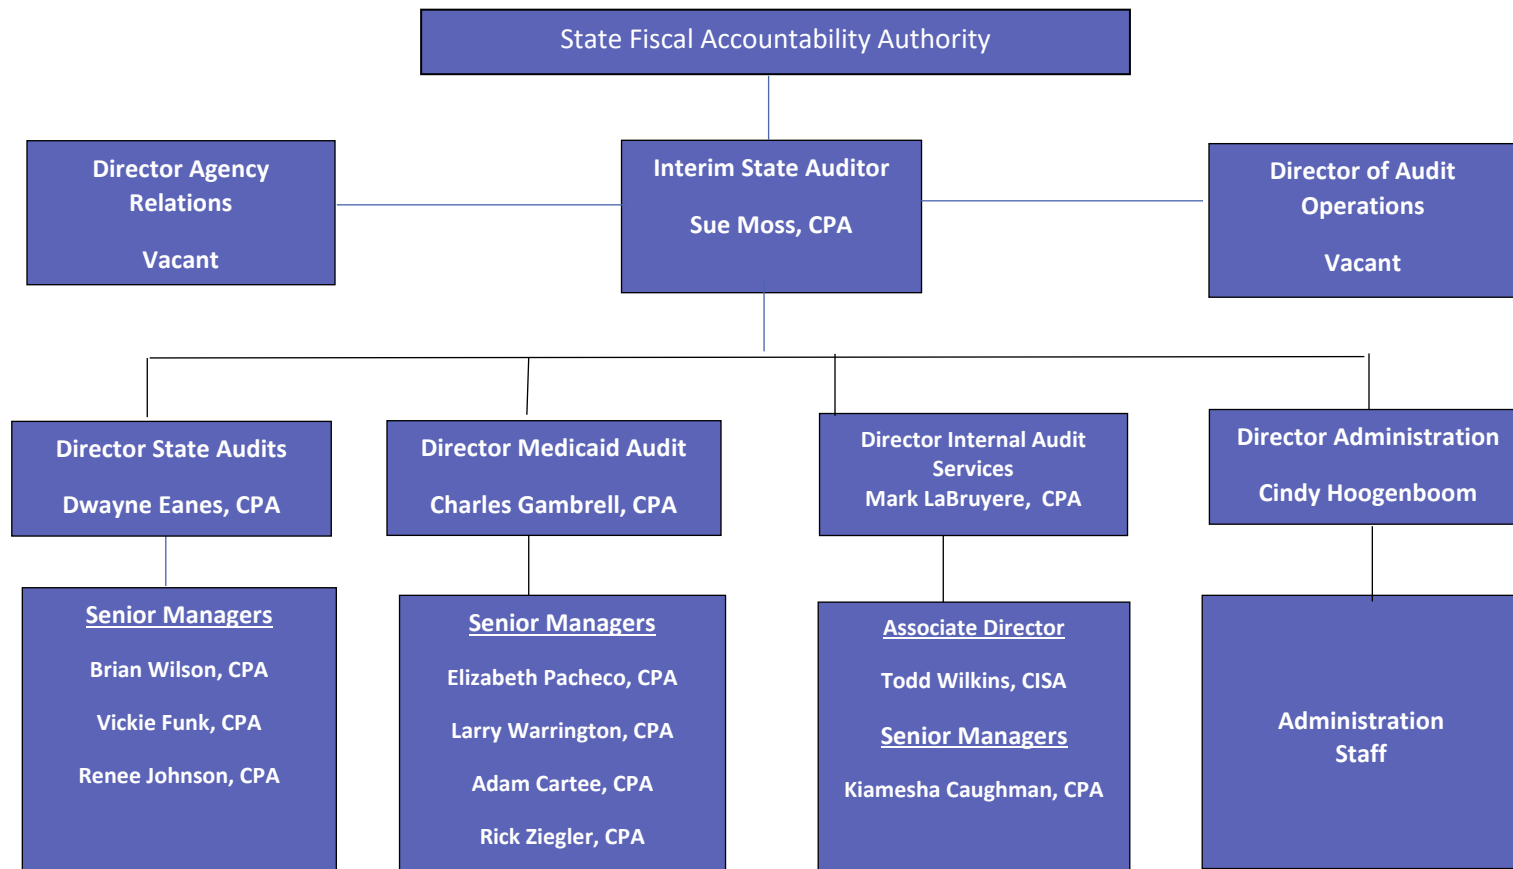 State Fiscal Accountability Authority
Director Agency
Relations
Vacant
Interim State Auditor
Sue Moss, CPA
Director of Audit
Operations
Vacant
Director State Audits
Dwayne Eanes, CPA
Director Medicaid Audit
Charles Gambrell, CPA
Director Internal Audit
Services
Mark LaBruyere, CPA
Director Administration
Cindy Hoogenboom
Senior Managers
Brian Wilson, CPA
Vickie Funk, CPA
Renee Johnson, CPA
Senior Managers
Elizabeth Pacheco, CPA
Larry Warrington, CPA
Adam Cartee, CPA
Rick Ziegler, CPA
Associate Director
Todd Wilkins, CISA
Senior Managers
Kiamesha Caughman, CPA
Administration
Staff